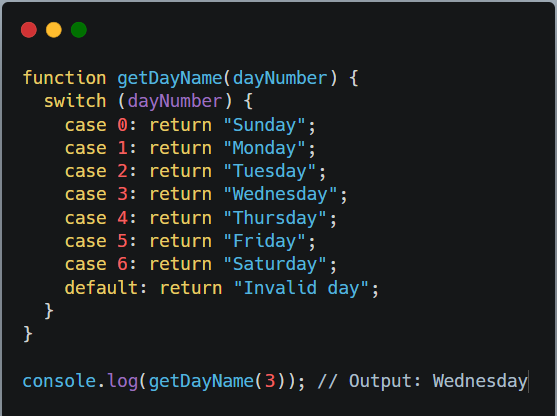 function getDayName(dayNumber) {
  switch (dayNumber) {
    case 0: return "Sunday";
    case 1: return "Monday";
    case 2: return "Tuesday";
    case 3: return "Wednesday";
    case 4: return "Thursday";
    case 5: return "Friday";
    case 6: return "Saturday";
    default: return "Invalid day";
  }
}

console.log(getDayName(3)); // Output: Wednesday